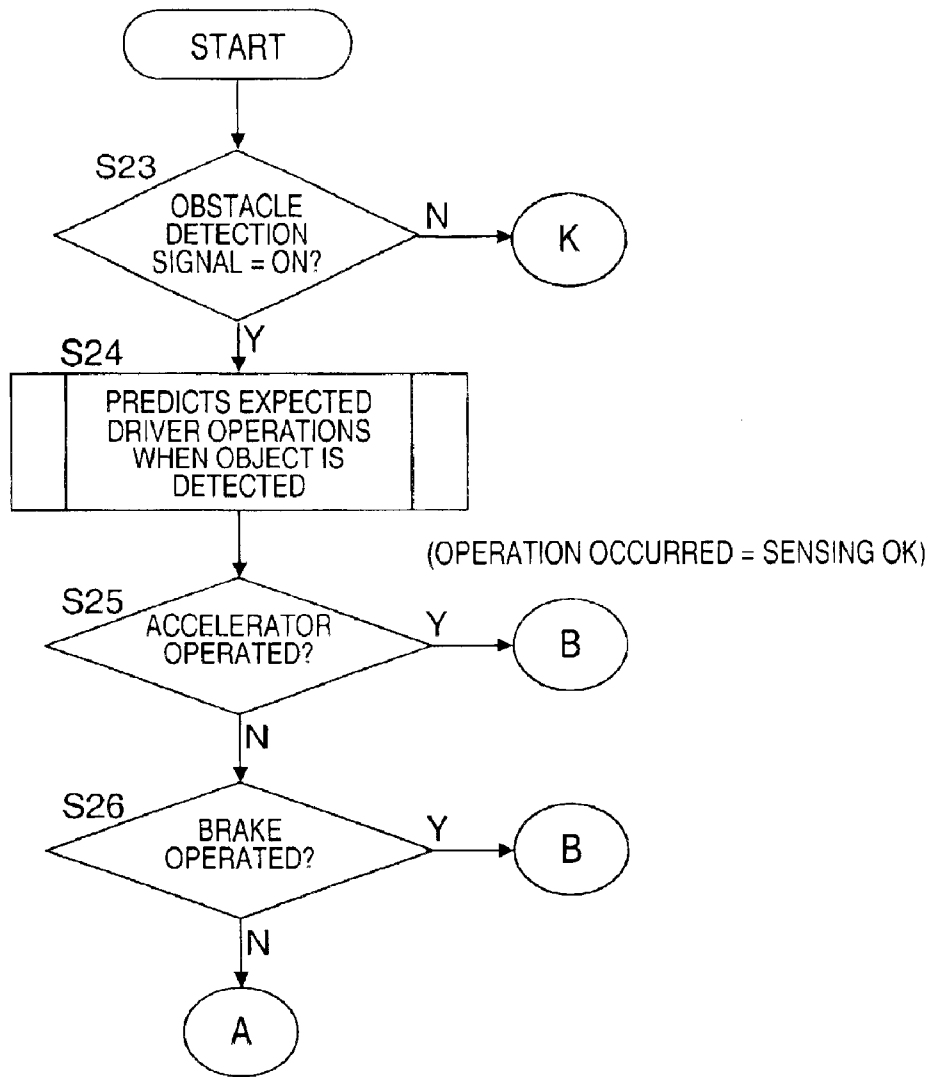 START
S23
OBSTACLE
DETECTION
SIGNAL = ON?
N
K
Y
S24
PREDICTS EXPECTED
DRIVER OPERATIONS
WHEN OBJECT IS
DETECTED
(OPERATION OCCURRED = SENSING OK)
S25
ACCELERATOR
OPERATED?
Y
B
N
S26
BRAKE
OPERATED?
Y
B
N
A